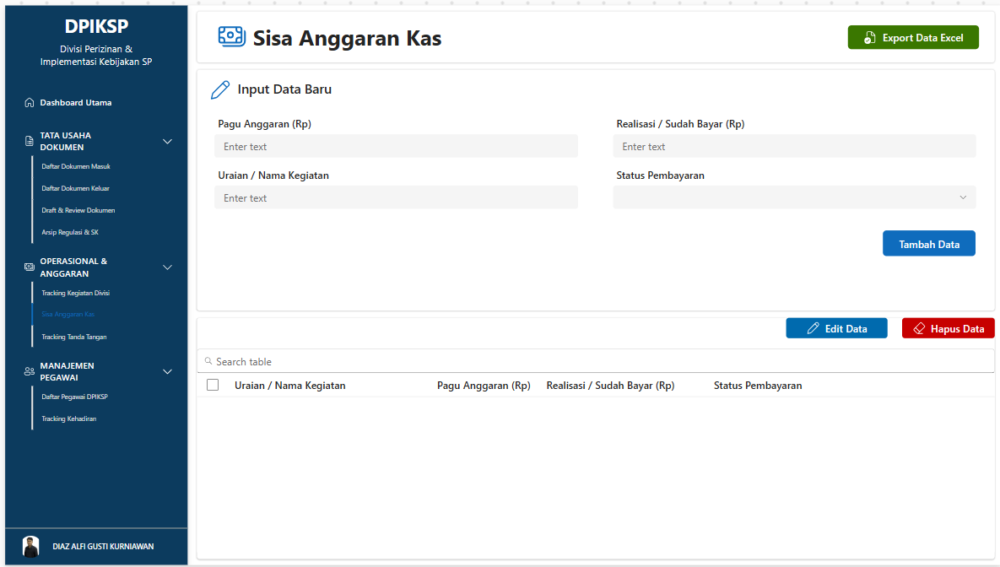 DPIKSP
Divisi Perizinan &
Implementasi Kebijakan SP
Dashboard Utama
TATA USAHA
DOKUMEN
Daftar Dokumen Masuk
Daftar Dokumen Keluar
Draft & Review Dokumen
Arsip Regulasi & SK
OPERASIONAL &
ANGGARAN
Tracking Kegiatan Divisi
Sisa Anggaran Kas
Tracking Tanda Tangan
MANAJEMEN
PEGAWAI
Daftar Pegawai DPIKSP
Tracking Kehadiran
DIAZ ALFI GUSTI KURNIAWAN
Sisa Anggaran Kas
Export Data Excel
Input Data Baru
Pagu Anggaran (Rp)
Realisasi / Sudah Bayar (Rp)
Enter text
Enter text
Uraian / Nama Kegiatan
Status Pembayaran
Enter text
Tambah Data
Edit Data
Hapus Data
Search table
Uraian / Nama Kegiatan Pagu Anggaran (Rp) Realisasi / Sudah Bayar (Rp) Status Pembayaran